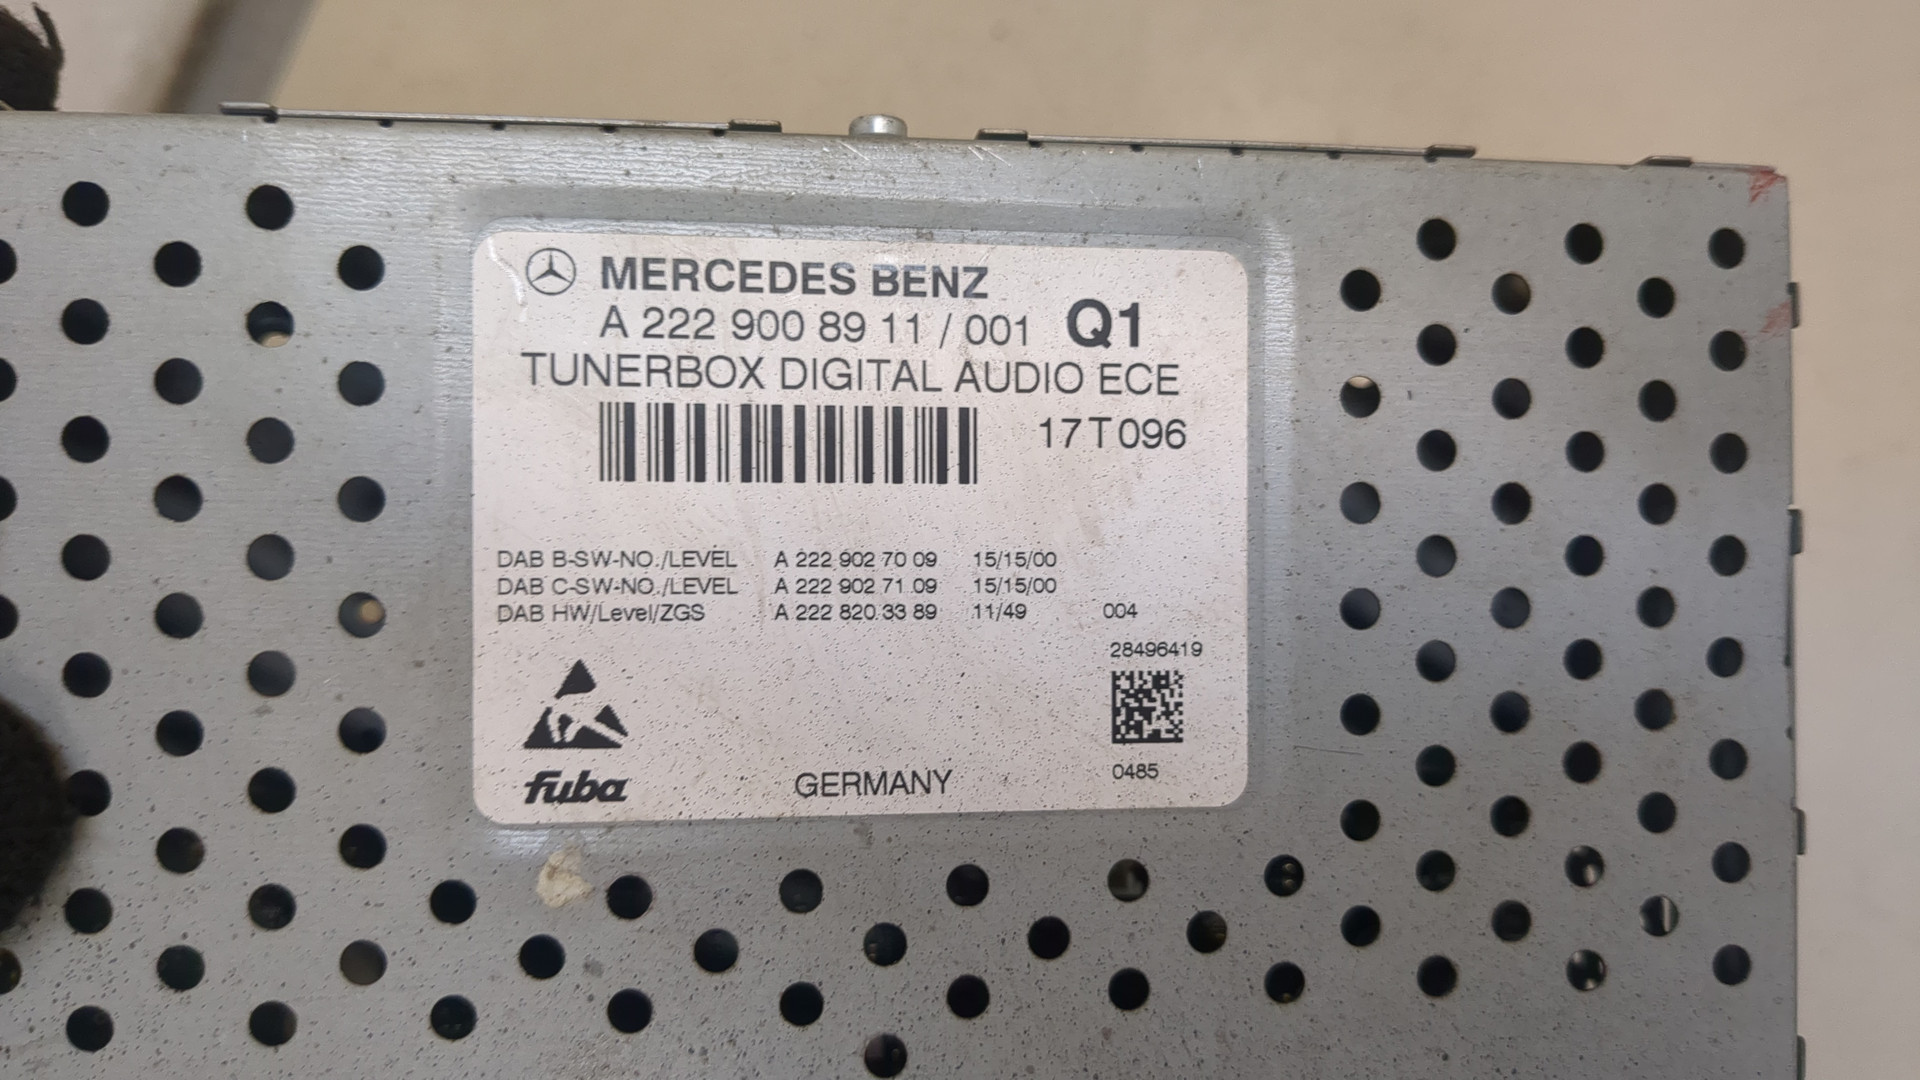 MERCEDES BENZ
A 222 900 89 11 / 001 Q1
TUNERBOX DIGITAL AUDIO ECE
17T096
DAB B-SW-NO./LEVEL A 222 902 70 09 15/15/00
DAB C-SW-NO./LEVEL A 222 902 71 09 15/15/00
DAB HW/Level/ZGS A 222 820 33 89 11/49 004
28496419
fuba GERMANY 0485